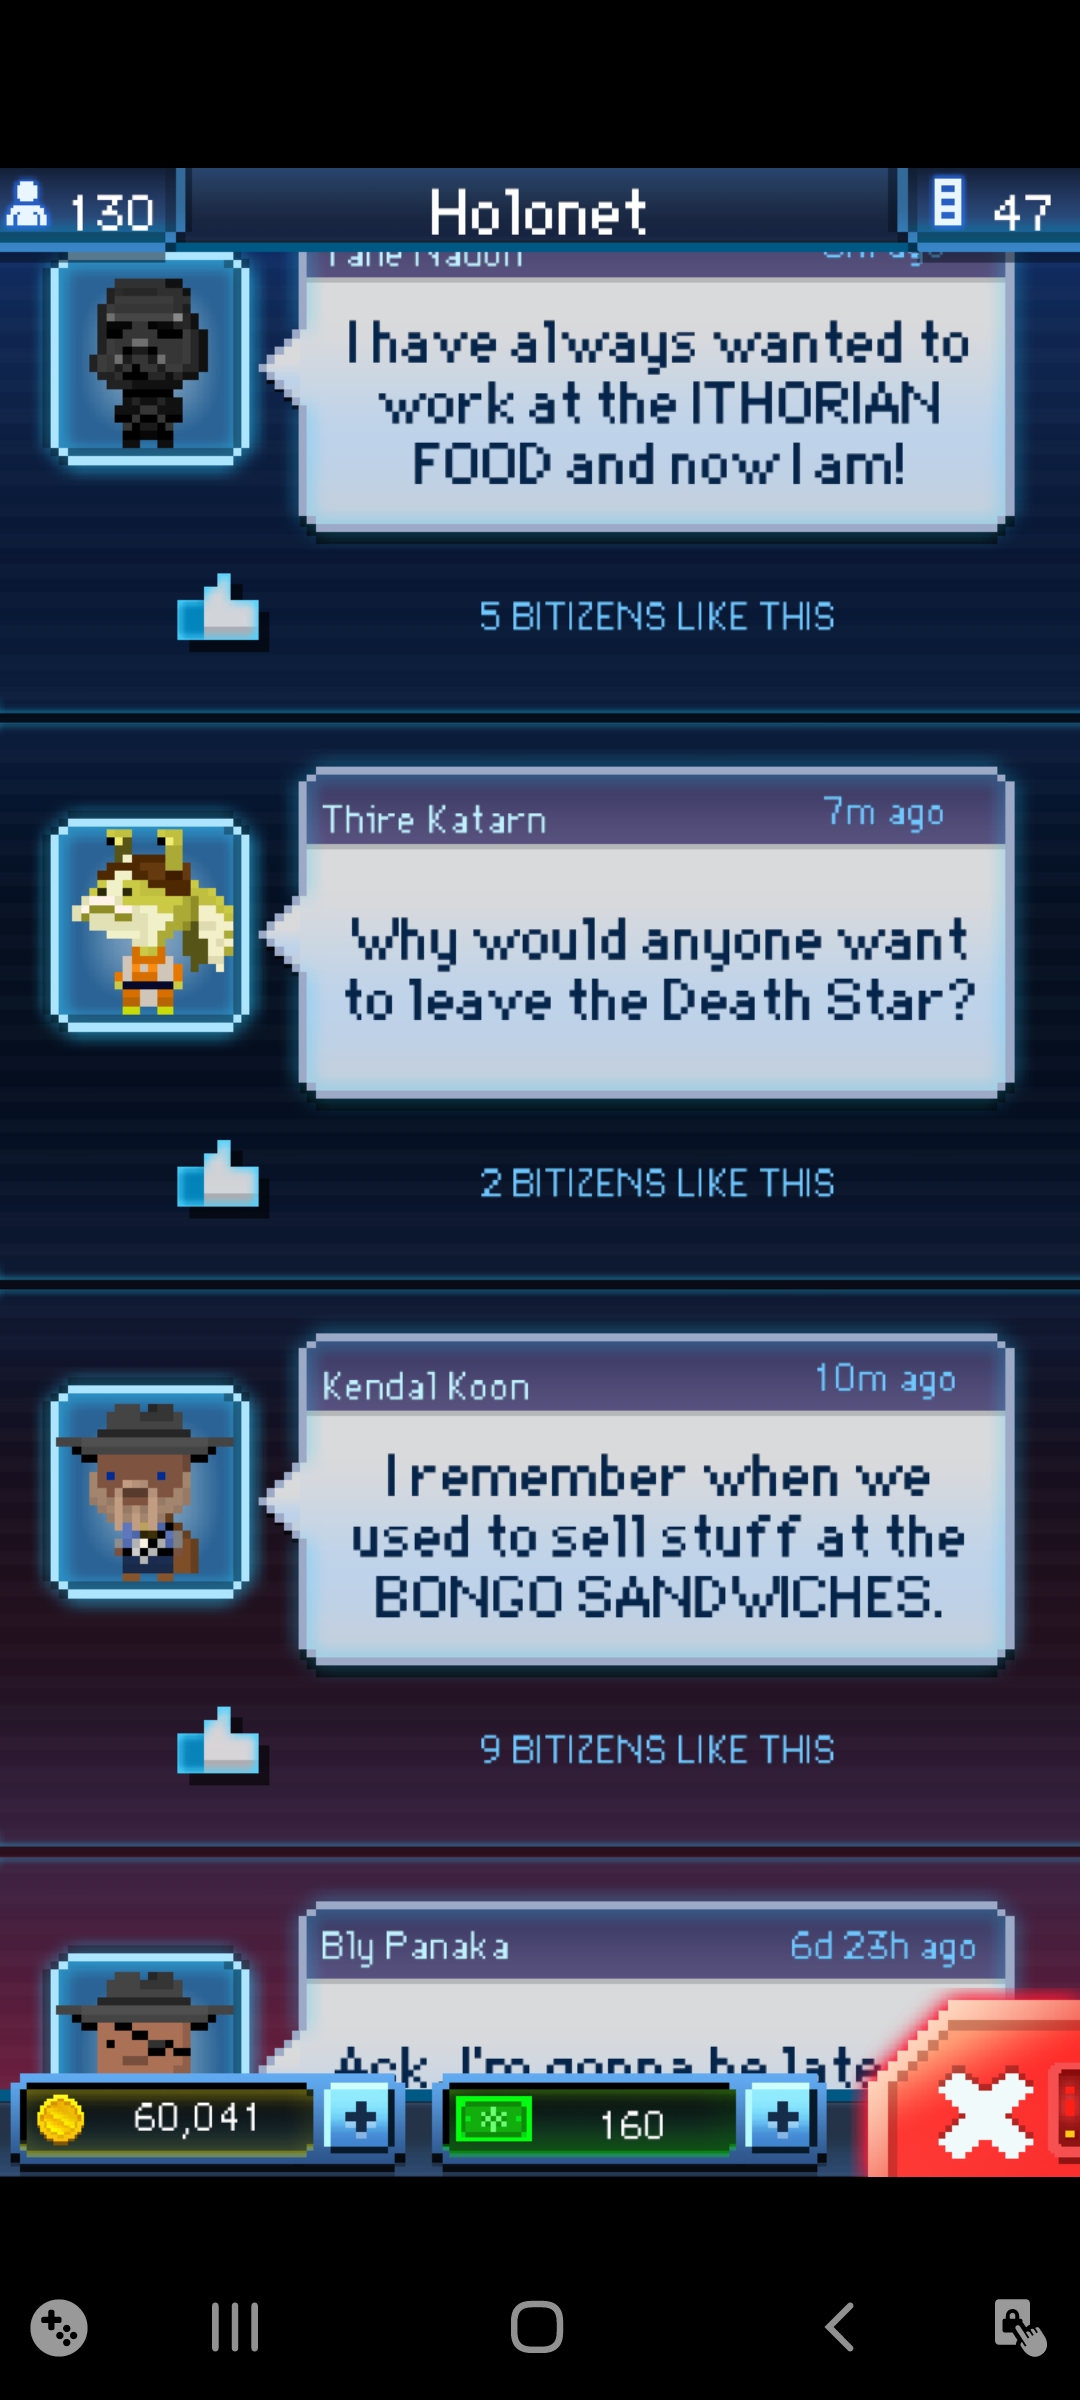 130
Holonet
47
I have always wanted to
work at the ITHORIAN
FOOD and now I am!
5 BITIZENS LIKE THIS
Thire Katarn
7m ago
Why would anyone want
to leave the Death Star?
2 BITIZENS LIKE THIS
Kendal Koon
10m ago
I remember when we
used to sell stuff at the
BONGO SANDWICHES.
9 BITIZENS LIKE THIS
Bly Panaka
6d 23h ago
Ack, I'm gonna be late
60,041
160